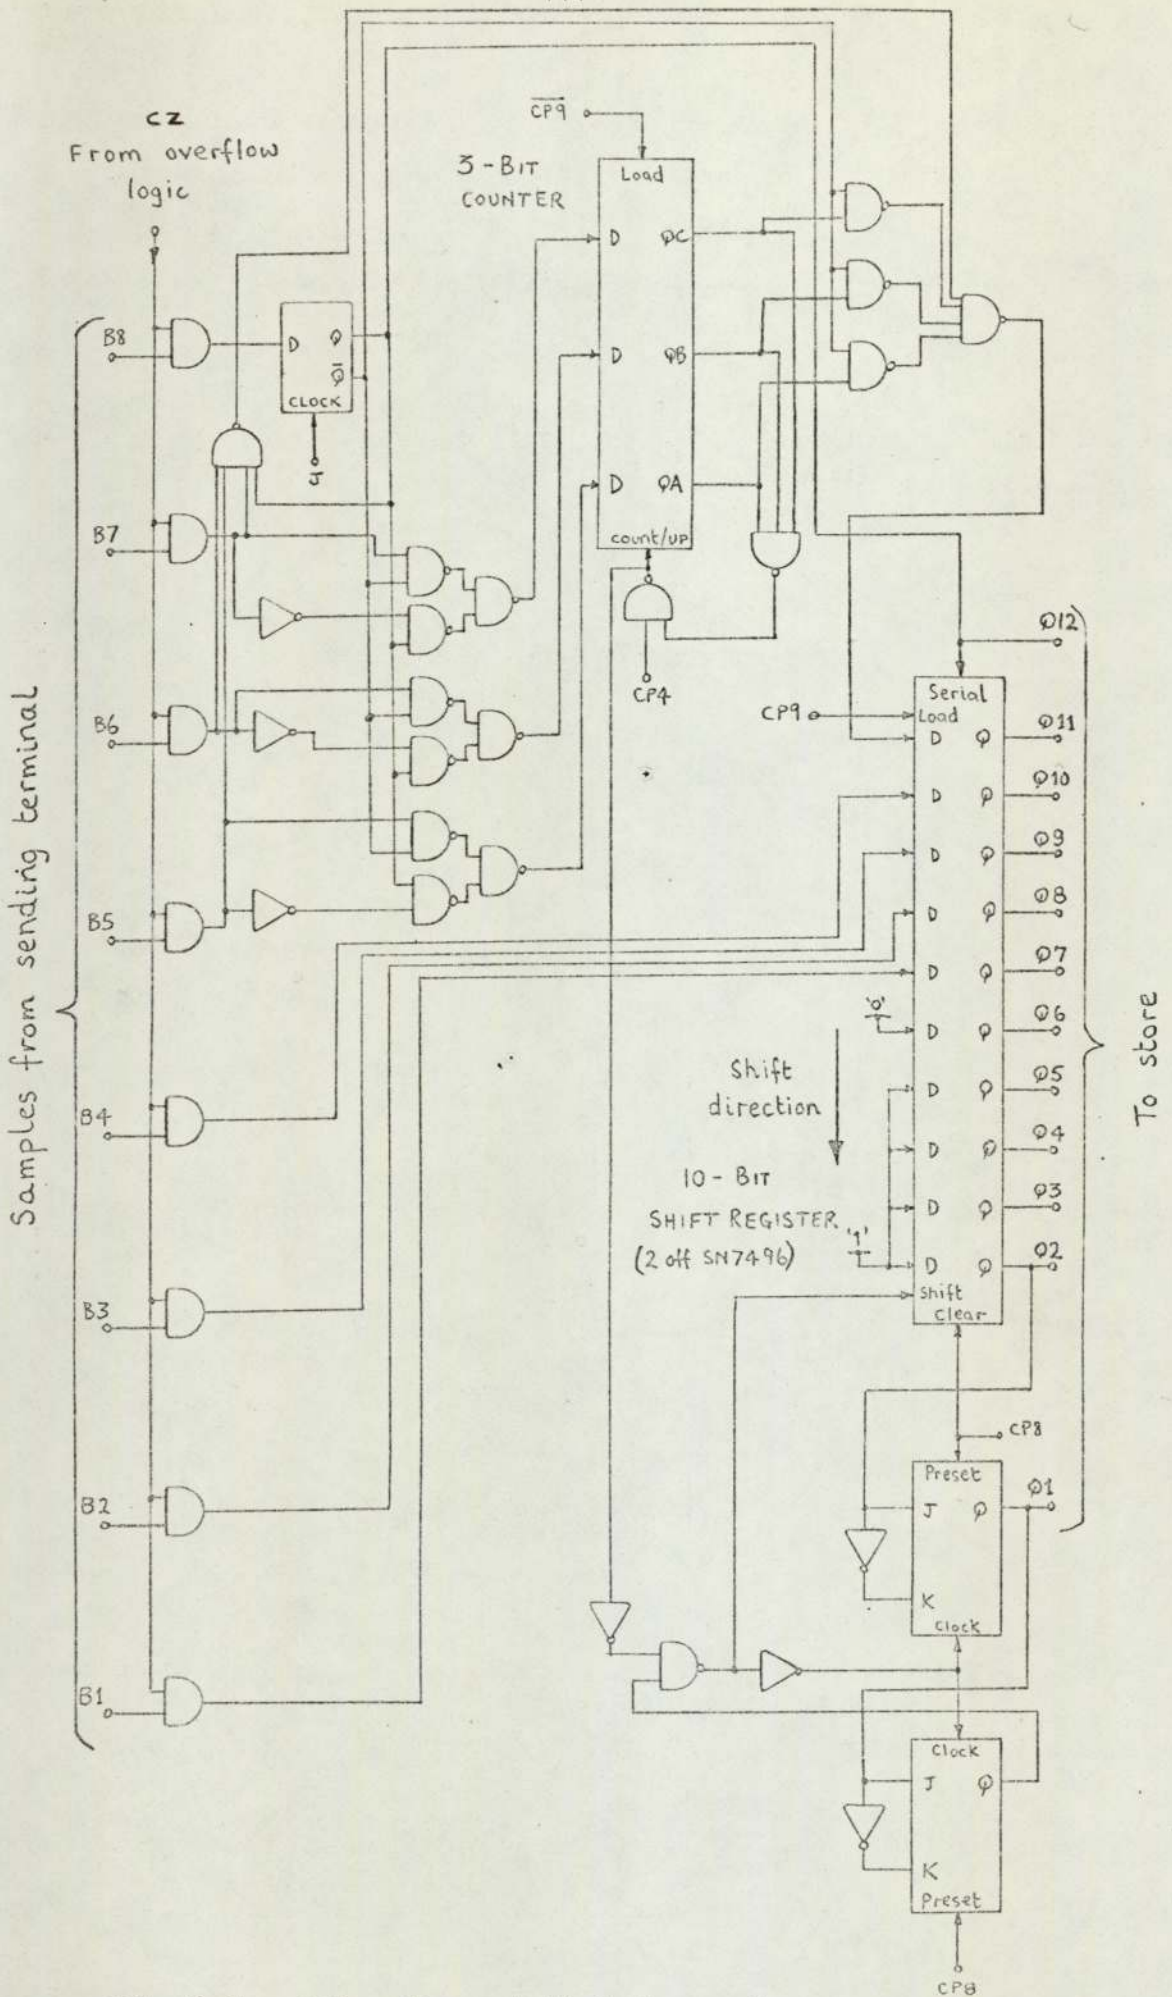 CZ
From overflow
logic
Samples from sending terminal
B8
B7
B6
B5
B4
B3
B2
B1
D Q
Q̅
CLOCK
J
3-BIT
COUNTER
C̅P̅9̅
Load
D QC
D QB
D QA
Count/UP
CP4
CP9
Serial
Load
D Q
D Q
D Q
D Q
D Q
D Q
D Q
D Q
D Q
D Q
Shift
Clear
Q12
Q11
Q10
Q9
Q8
Q7
Q6
Q5
Q4
Q3
Q2
'0'
Shift
direction
10-BIT
SHIFT REGISTER
(2 off SN7496)
'1'
To store
CP8
Preset
J Q
K
Clock
Q1
Clock
J Q
K
Preset
CP8